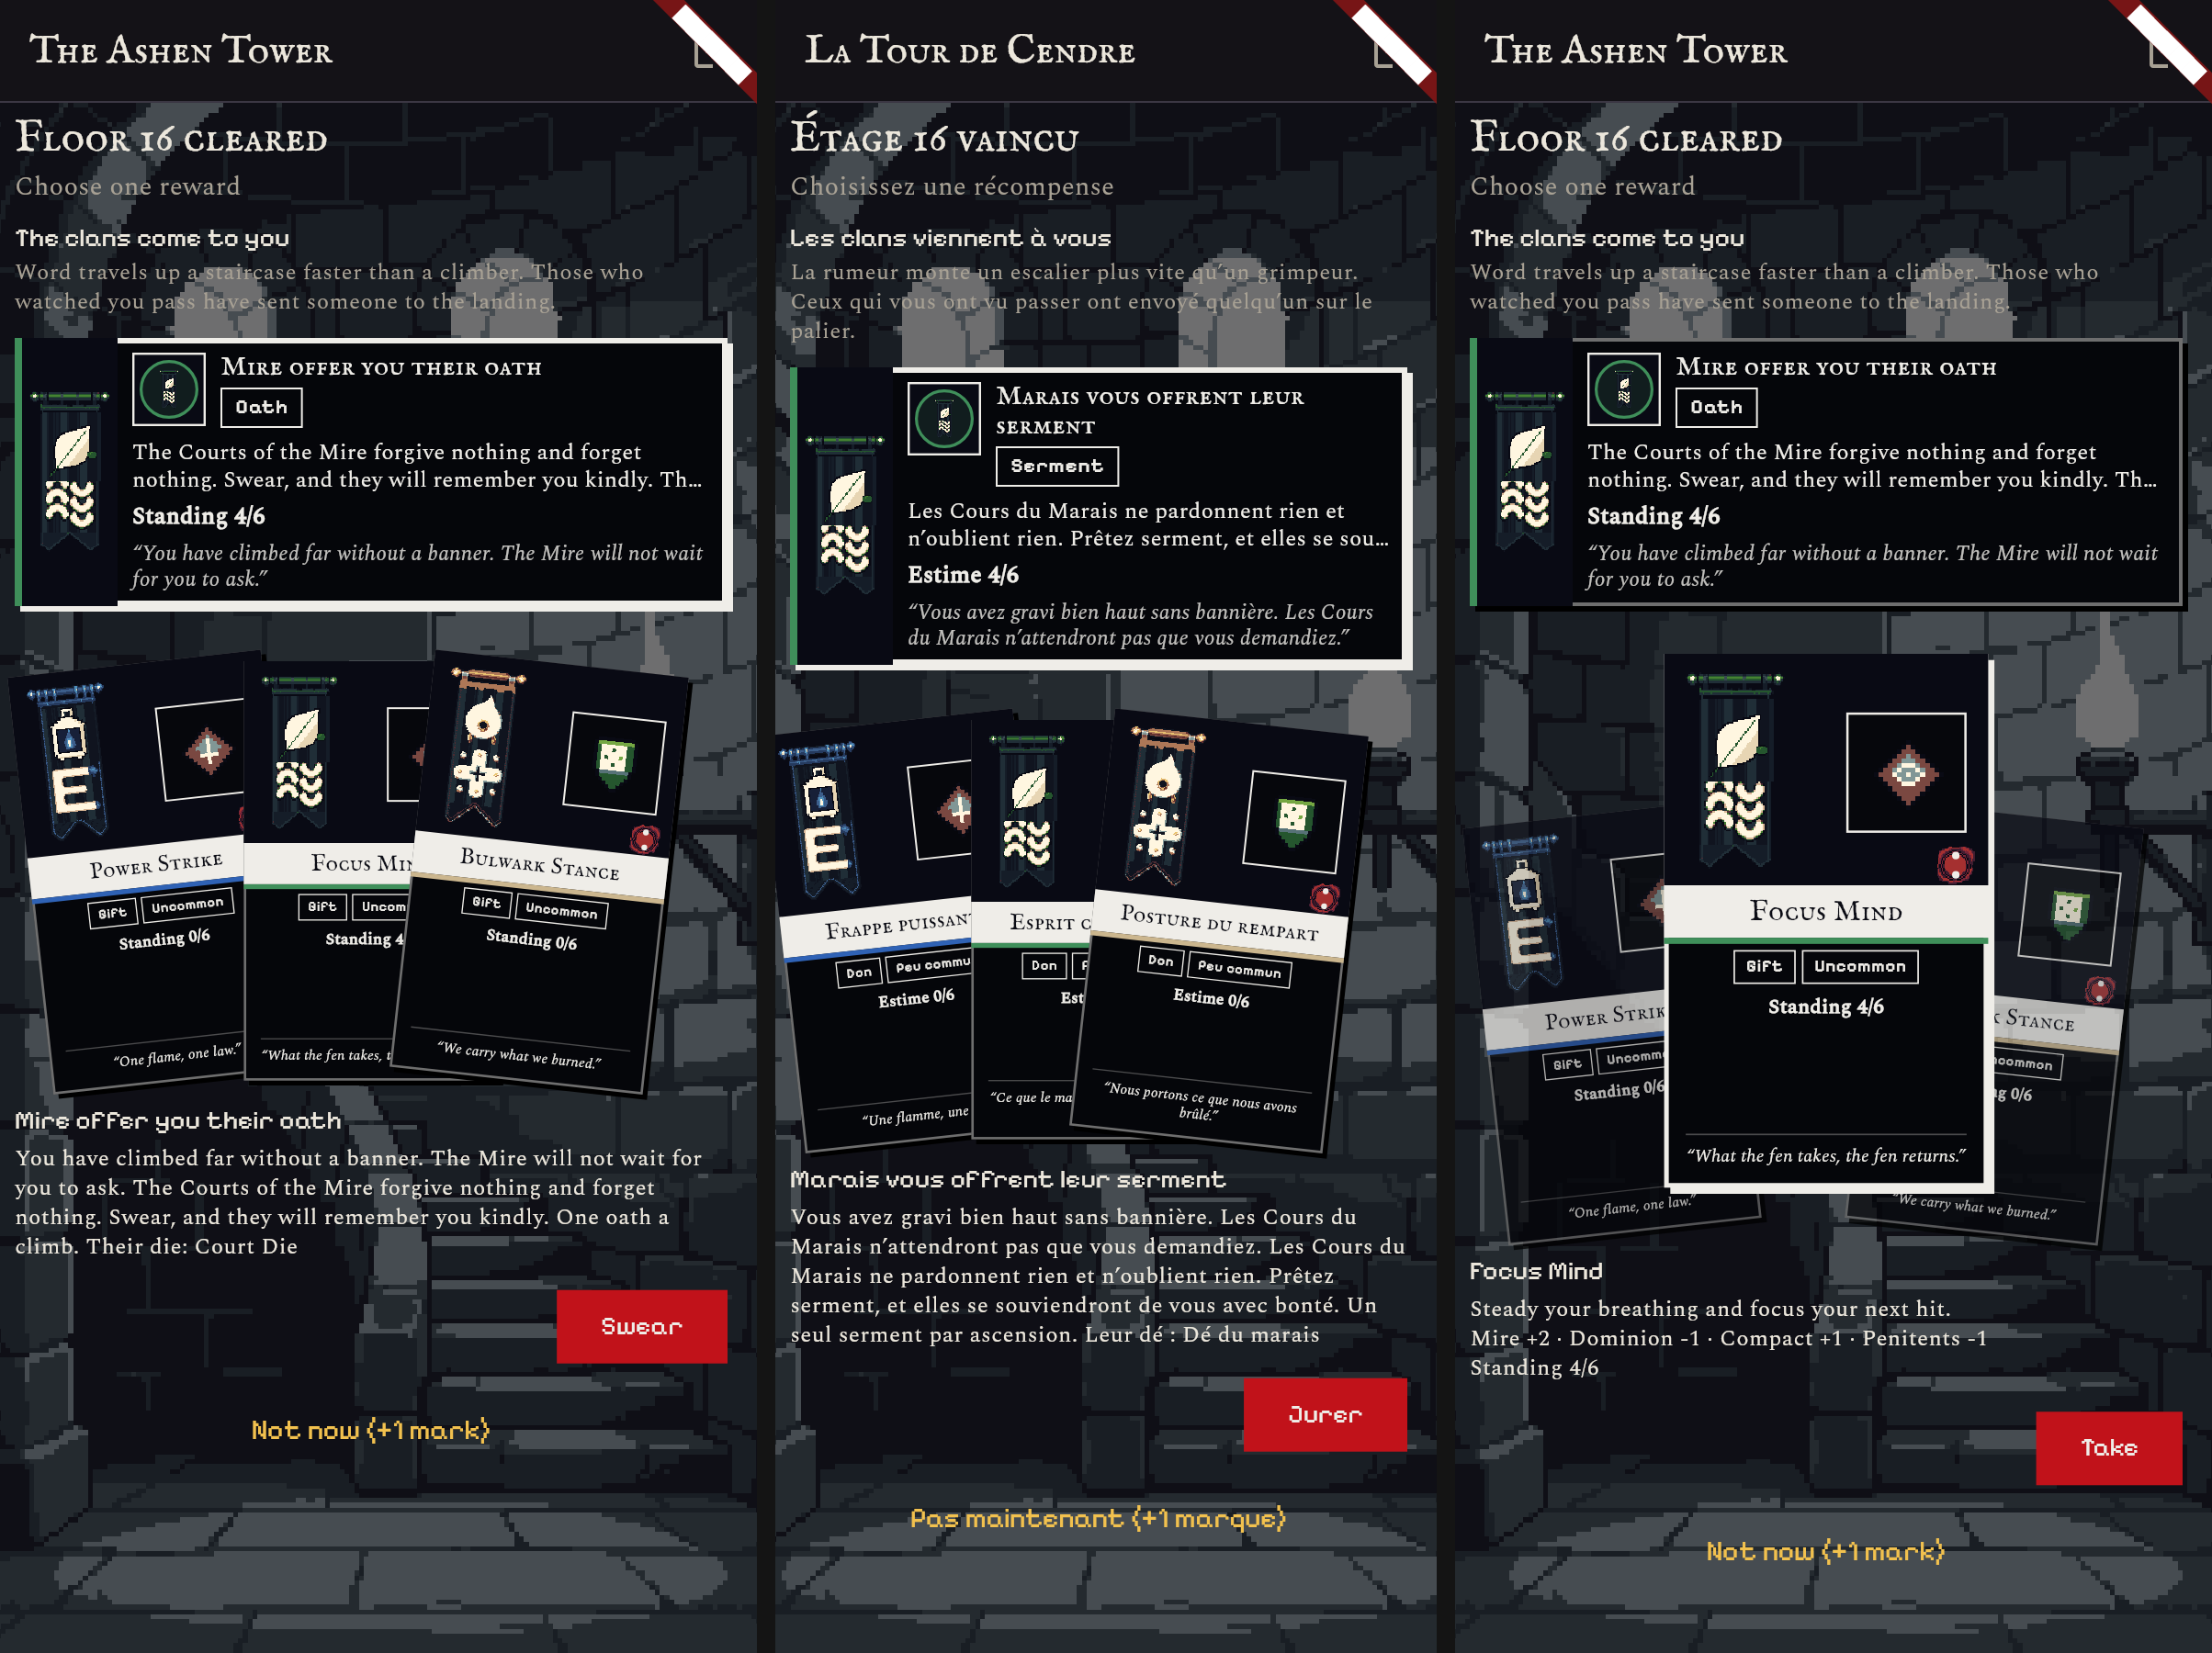 The Ashen Tower
Floor 16 cleared
Choose one reward
The clans come to you
Word travels up a staircase faster than a climber. Those who
watched you pass have sent someone to the landing.
Mire offer you their oath
Oath
The Courts of the Mire forgive nothing and forget
nothing. Swear, and they will remember you kindly. Th…
Standing 4/6
“You have climbed far without a banner. The Mire will not wait
for you to ask.”
Power Strike
Gift Uncommon
Standing 0/6
“One flame, one law.”
Focus Min
Gift Uncom
Standing 4
“What the fen takes, t
Bulwark Stance
Gift Uncommon
Standing 0/6
“We carry what we burned.”
Mire offer you their oath
You have climbed far without a banner. The Mire will not wait for
you to ask. The Courts of the Mire forgive nothing and forget
nothing. Swear, and they will remember you kindly. One oath a
climb. Their die: Court Die
Swear
Not now (+1 mark)
La Tour de Cendre
Étage 16 vaincu
Choisissez une récompense
Les clans viennent à vous
La rumeur monte un escalier plus vite qu’un grimpeur.
Ceux qui vous ont vu passer ont envoyé quelqu’un sur le
palier.
Marais vous offrent leur
serment
Serment
Les Cours du Marais ne pardonnent rien et
n’oublient rien. Prêtez serment, et elles se sou…
Estime 4/6
“Vous avez gravi bien haut sans bannière. Les Cours
du Marais n’attendront pas que vous demandiez.”
Frappe puissan
Don Peu commu
Estime 0/6
“Une flamme, une
Esprit c
Don
Est
“Ce que le ma
Posture du rempart
Don Peu commun
Estime 0/6
“Nous portons ce que nous avons
brûlé.”
Marais vous offrent leur serment
Vous avez gravi bien haut sans bannière. Les Cours du
Marais n’attendront pas que vous demandiez. Les Cours du
Marais ne pardonnent rien et n’oublient rien. Prêtez
serment, et elles se souviendront de vous avec bonté. Un
seul serment par ascension. Leur dé : Dé du marais
Jurer
Pas maintenant (+1 marque)
The Ashen Tower
Floor 16 cleared
Choose one reward
The clans come to you
Word travels up a staircase faster than a climber. Those who
watched you pass have sent someone to the landing.
Mire offer you their oath
Oath
The Courts of the Mire forgive nothing and forget
nothing. Swear, and they will remember you kindly. Th…
Standing 4/6
“You have climbed far without a banner. The Mire will not wait
for you to ask.”
Power Strik
Gift Uncomm
Standing 0/6
“One flame, one law.”
Focus Mind
Gift Uncommon
Standing 4/6
“What the fen takes, the fen returns.”
k Stance
common
g 0/6
“We carry what we burned.”
Focus Mind
Steady your breathing and focus your next hit.
Mire +2 · Dominion -1 · Compact +1 · Penitents -1
Standing 4/6
Take
Not now (+1 mark)